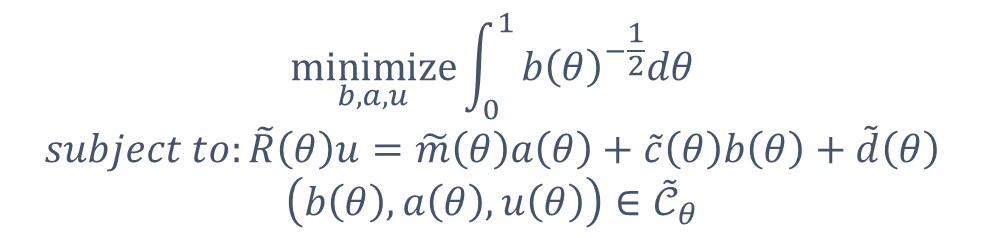 minimize b,a,u ∫₀¹ b(θ)^{-1/2} dθ
subject to: R̃(θ)u = m̃(θ)a(θ) + c̃(θ)b(θ) + d̃(θ)
(b(θ), a(θ), u(θ)) ∈ C̃_θ